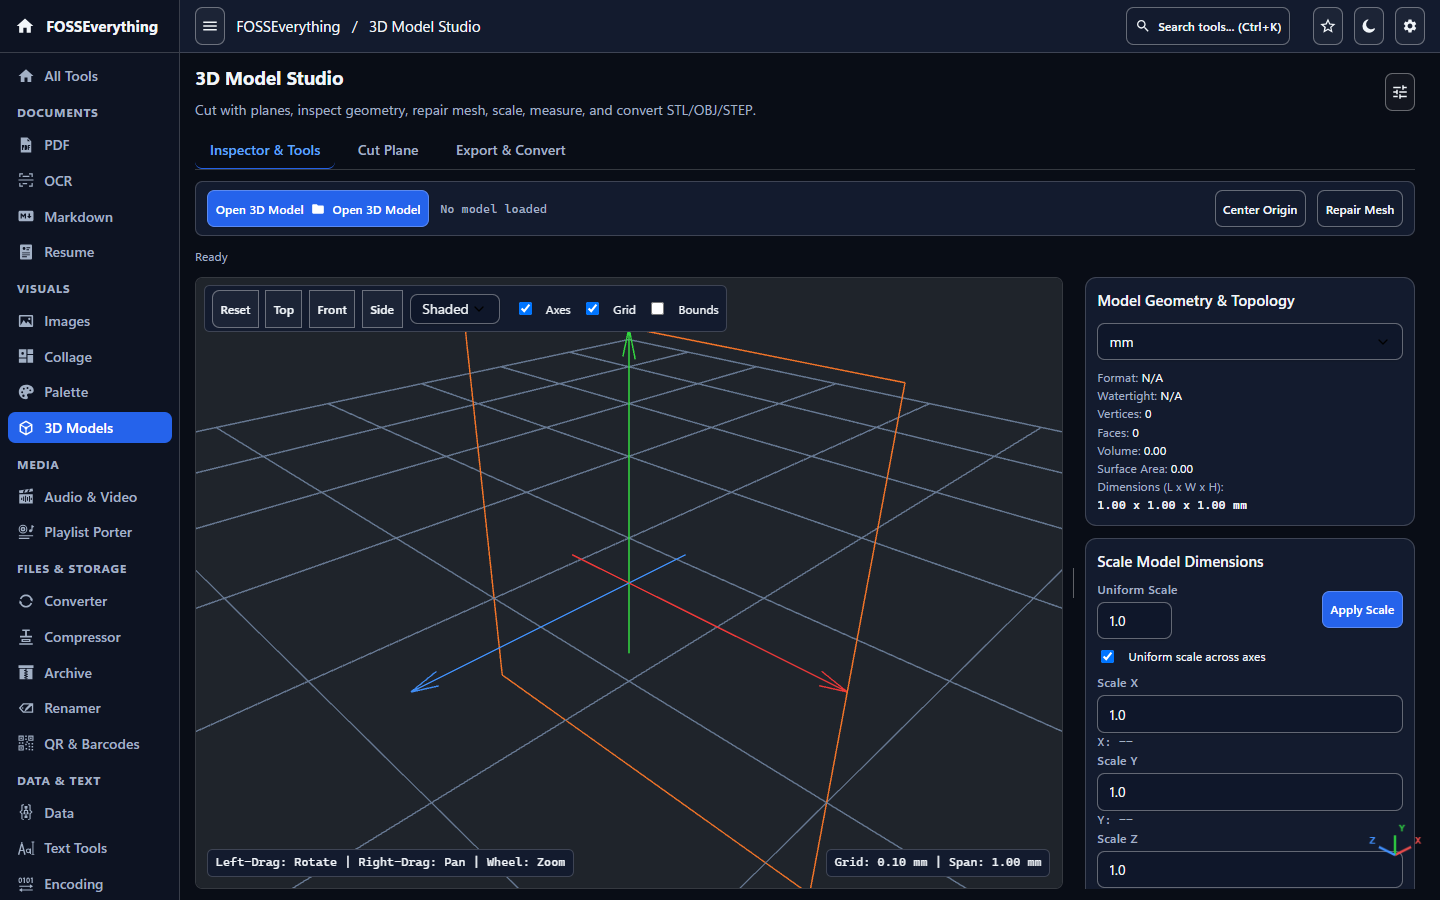 FOSSEverything
FOSSEverything / 3D Model Studio
Search tools... (Ctrl+K)
All Tools
DOCUMENTS
PDF
OCR
Markdown
Resume
VISUALS
Images
Collage
Palette
3D Models
MEDIA
Audio & Video
Playlist Porter
FILES & STORAGE
Converter
Compressor
Archive
Renamer
QR & Barcodes
DATA & TEXT
Data
Text Tools
Encoding
3D Model Studio
Cut with planes, inspect geometry, repair mesh, scale, measure, and convert STL/OBJ/STEP.
Inspector & Tools Cut Plane Export & Convert
Open 3D Model Open 3D Model No model loaded Center Origin Repair Mesh
Ready
Reset Top Front Side Shaded Axes Grid Bounds
Left-Drag: Rotate | Right-Drag: Pan | Wheel: Zoom
Grid: 0.10 mm | Span: 1.00 mm
Model Geometry & Topology
mm
Format: N/A
Watertight: N/A
Vertices: 0
Faces: 0
Volume: 0.00
Surface Area: 0.00
Dimensions (L x W x H):
1.00 x 1.00 x 1.00 mm
Scale Model Dimensions
Uniform Scale
1.0
Apply Scale
Uniform scale across axes
Scale X
1.0
X: --
Scale Y
1.0
Y: --
Scale Z
1.0
Y
Z X